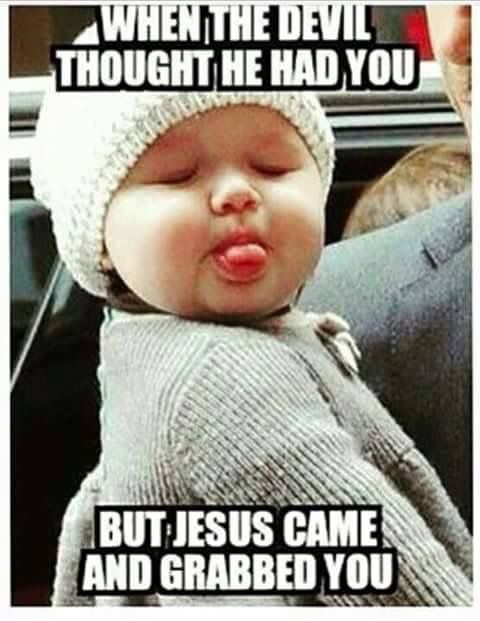 WHEN THE DEVIL
THOUGHT HE HAD YOU
BUT JESUS CAME
AND GRABBED YOU